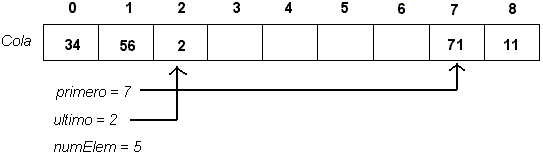 0 1 2 3 4 5 6 7 8
Cola 34 56 2 71 11
primero = 7
ultimo = 2
numElem = 5